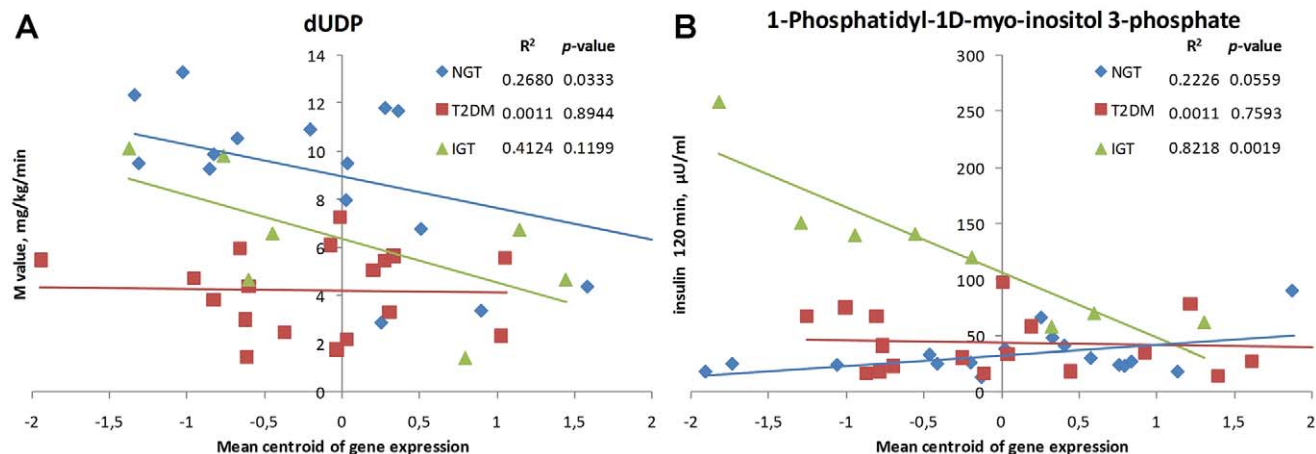 A
dUDP
R² p-value
NGT 0.2680 0.0333
T2DM 0.0011 0.8944
IGT 0.4124 0.1199
M value, mg/kg/min
14
12
10
8
6
4
2
0
-2 -1,5 -1 -0,5 0 0,5 1 1,5 2
Mean centroid of gene expression
B
1-Phosphatidyl-1D-myo-inositol 3-phosphate
R² p-value
NGT 0.2226 0.0559
T2DM 0.0011 0.7593
IGT 0.8218 0.0019
insulin 120 min, µU/ml
300
250
200
150
100
50
0
-2 -1,5 -1 -0,5 0 0,5 1 1,5 2
Mean centroid of gene expression